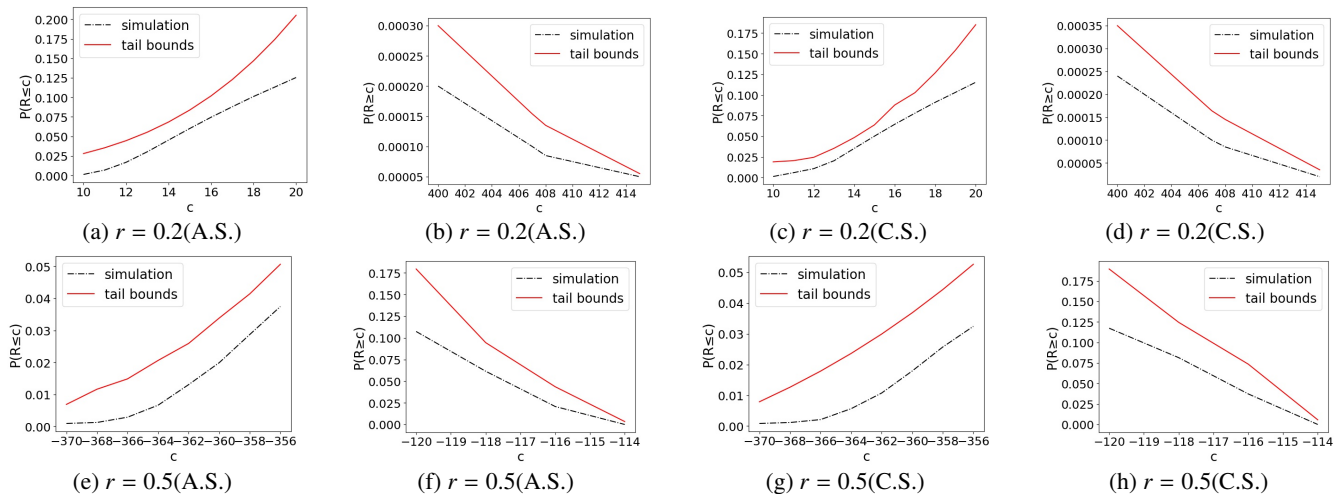 P(R≤c)
0.200
0.175
0.150
0.125
0.100
0.075
0.050
0.025
0.000
simulation
tail bounds
10 12 14 16 18 20
c
(a) r = 0.2(A.S.)
P(R≥c)
0.00030
0.00025
0.00020
0.00015
0.00010
0.00005
simulation
tail bounds
400 402 404 406 408 410 412 414
c
(b) r = 0.2(A.S.)
P(R≤c)
0.175
0.150
0.125
0.100
0.075
0.050
0.025
0.000
simulation
tail bounds
10 12 14 16 18 20
c
(c) r = 0.2(C.S.)
P(R≥c)
0.00035
0.00030
0.00025
0.00020
0.00015
0.00010
0.00005
simulation
tail bounds
400 402 404 406 408 410 412 414
c
(d) r = 0.2(C.S.)
P(R≤c)
0.05
0.04
0.03
0.02
0.01
0.00
simulation
tail bounds
−370 −368 −366 −364 −362 −360 −358 −356
c
(e) r = 0.5(A.S.)
P(R≥c)
0.175
0.150
0.125
0.100
0.075
0.050
0.025
0.000
simulation
tail bounds
−120 −119 −118 −117 −116 −115 −114
c
(f) r = 0.5(A.S.)
P(R≤c)
0.05
0.04
0.03
0.02
0.01
0.00
simulation
tail bounds
−370 −368 −366 −364 −362 −360 −358 −356
c
(g) r = 0.5(C.S.)
P(R≥c)
0.175
0.150
0.125
0.100
0.075
0.050
0.025
0.000
simulation
tail bounds
−120 −119 −118 −117 −116 −115 −114
c
(h) r = 0.5(C.S.)